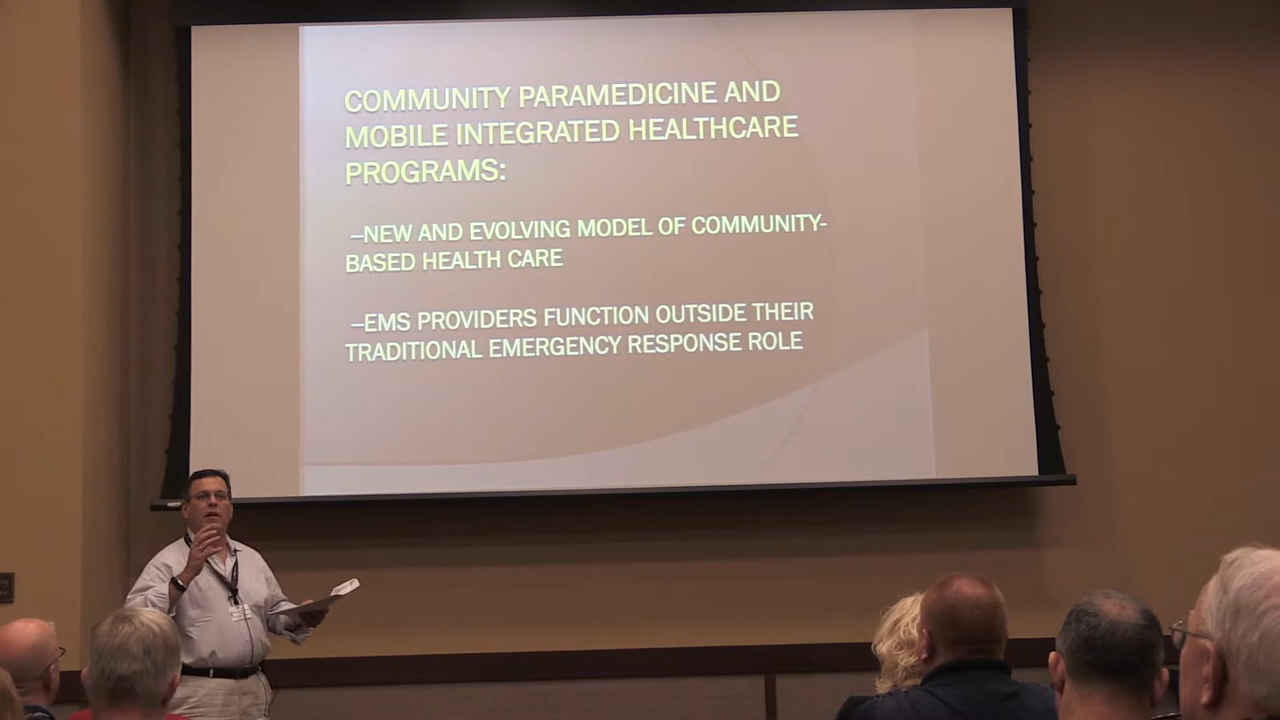 COMMUNITY PARAMEDICINE AND
MOBILE INTEGRATED HEALTHCARE
PROGRAMS:
–NEW AND EVOLVING MODEL OF COMMUNITY-
BASED HEALTH CARE
–EMS PROVIDERS FUNCTION OUTSIDE THEIR
TRADITIONAL EMERGENCY RESPONSE ROLE